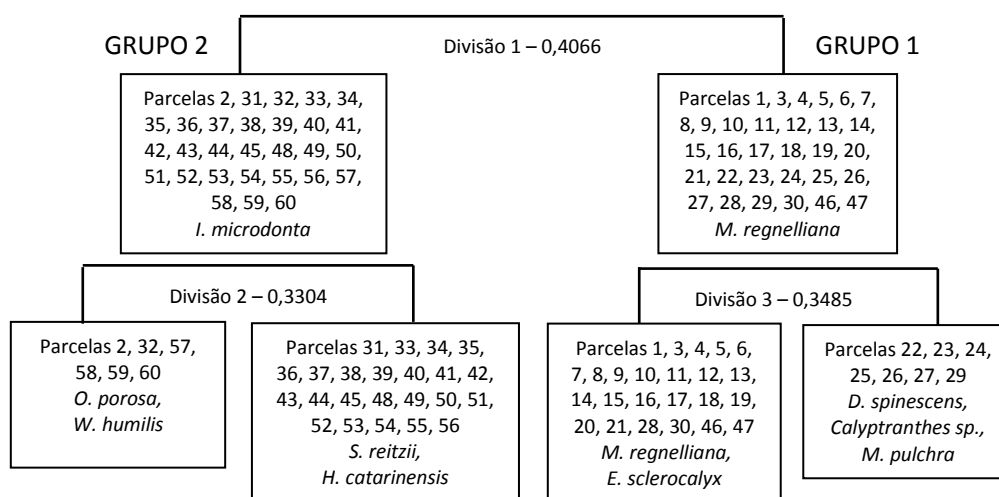 GRUPO 2
Divisão 1 – 0,4066
GRUPO 1
Parcelas 2, 31, 32, 33, 34,
35, 36, 37, 38, 39, 40, 41,
42, 43, 44, 45, 48, 49, 50,
51, 52, 53, 54, 55, 56, 57,
58, 59, 60
I. microdonta
Parcelas 1, 3, 4, 5, 6, 7,
8, 9, 10, 11, 12, 13, 14,
15, 16, 17, 18, 19, 20,
21, 22, 23, 24, 25, 26,
27, 28, 29, 30, 46, 47
M. regnelliana
Divisão 2 – 0,3304
Divisão 3 – 0,3485
Parcelas 2, 32, 57,
58, 59, 60
O. porosa,
W. humilis
Parcelas 31, 33, 34, 35,
36, 37, 38, 39, 40, 41, 42,
43, 44, 45, 48, 49, 50, 51,
52, 53, 54, 55, 56
S. reitzii,
H. catarinensis
Parcelas 1, 3, 4, 5, 6,
7, 8, 9, 10, 11, 12, 13,
14, 15, 16, 17, 18, 19,
20, 21, 28, 30, 46, 47
M. regnelliana,
E. sclerocalyx
Parcelas 22, 23, 24,
25, 26, 27, 29
D. spinescens,
Calyptranthes sp.,
M. pulchra